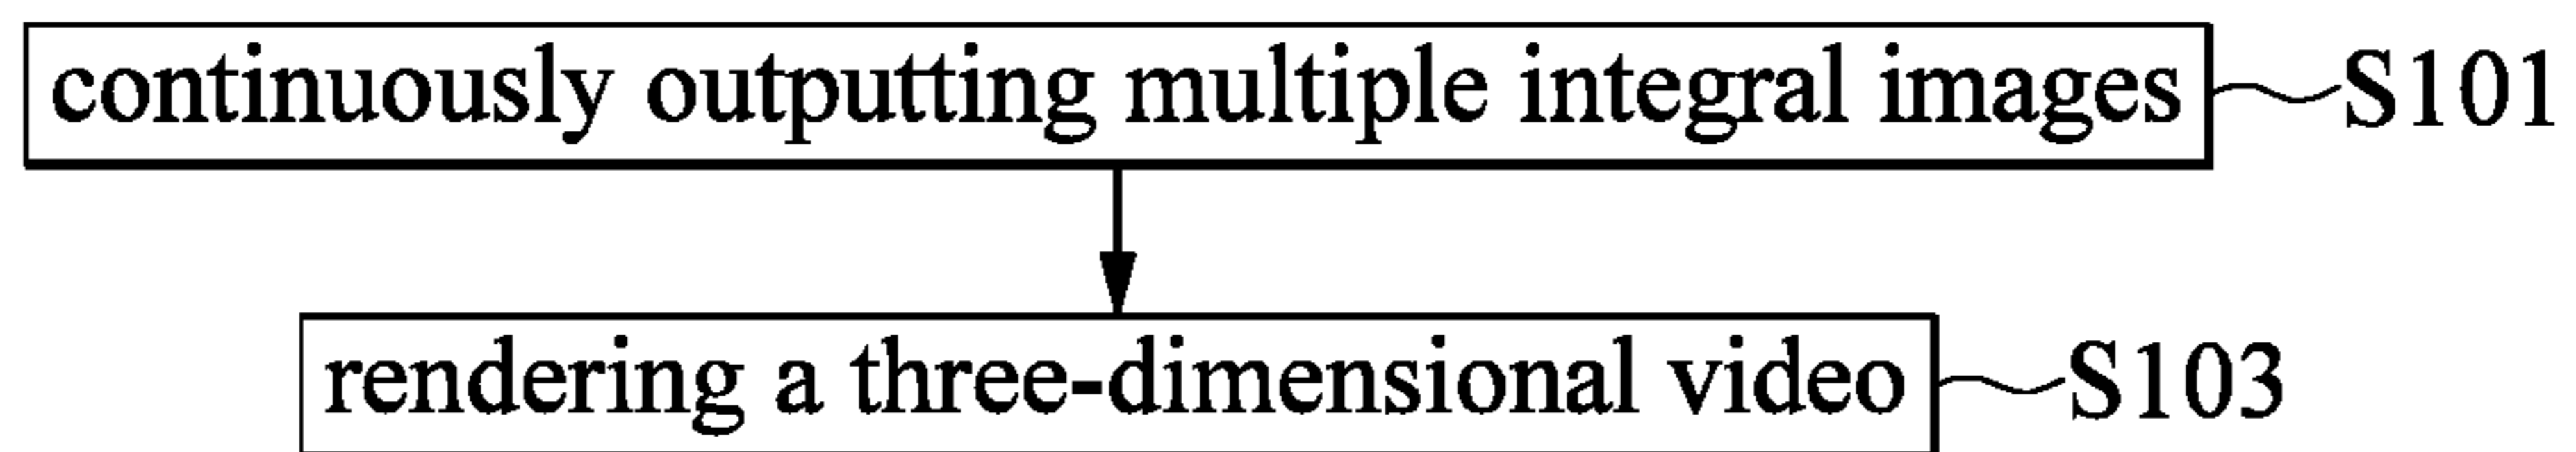 continuously outputting multiple integral images S101
rendering a three-dimensional video S103